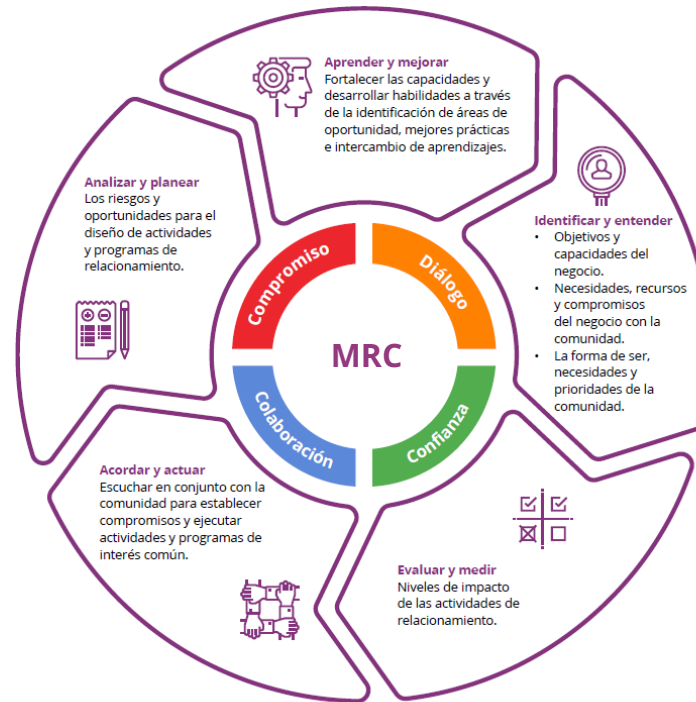 Aprender y mejorar
Fortalecer las capacidades y
desarrollar habilidades a través
de la identificación de áreas de
oportunidad, mejores prácticas
e intercambio de aprendizajes.
Identificar y entender
• Objetivos y
capacidades del
negocio.
• Necesidades, recursos
y compromisos
del negocio con la
comunidad.
• La forma de ser,
necesidades y
prioridades de la
comunidad.
Evaluar y medir
Niveles de impacto
de las actividades de
relacionamiento.
Acordar y actuar
Escuchar en conjunto con la
comunidad para establecer
compromisos y ejecutar
actividades y programas de
interés común.
Analizar y planear
Los riesgos y
oportunidades para el
diseño de actividades
y programas de
relacionamiento.
Compromiso
Diálogo
Confianza
Colaboración
MRC